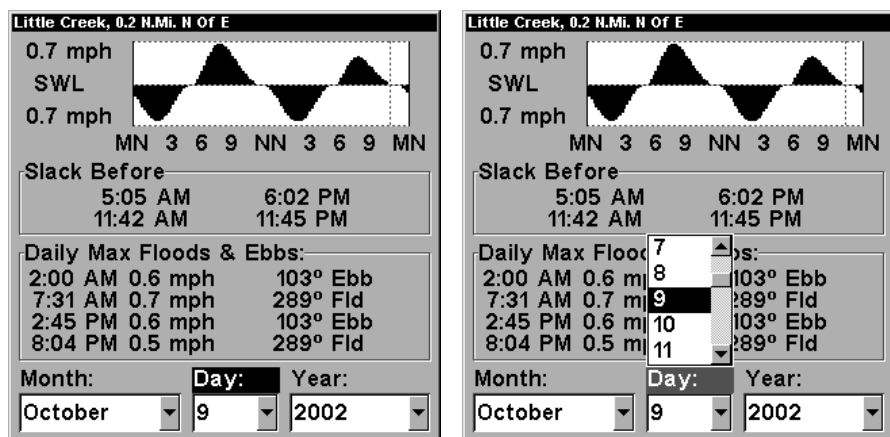 Little Creek, 0.2 N.Mi. N Of E
0.7 mph
SWL
0.7 mph
MN 3 6 9 NN 3 6 9 MN
Slack Before
5:05 AM 6:02 PM
11:42 AM 11:45 PM
Daily Max Floods & Ebbs:
2:00 AM 0.6 mph 103º Ebb
7:31 AM 0.7 mph 289º Fld
2:45 PM 0.6 mph 103º Ebb
8:04 PM 0.5 mph 289º Fld
Month: Day: Year:
October 9 2002
Little Creek, 0.2 N.Mi. N Of E
0.7 mph
SWL
0.7 mph
MN 3 6 9 NN 3 6 9 MN
Slack Before
5:05 AM 6:02 PM
11:42 AM 11:45 PM
Daily Max Floo bs:
2:00 AM 0.6 m 103º Ebb
7:31 AM 0.7 m 289º Fld
2:45 PM 0.6 m 103º Ebb
8:04 PM 0.5 m 289º Fld
7
8
9
10
11
Month: Day: Year:
October 9 2002